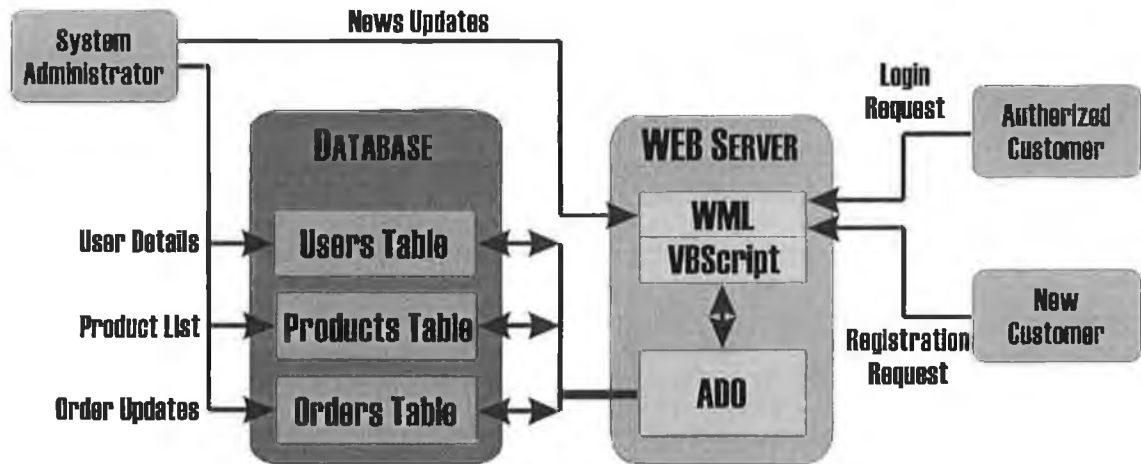 News Updates
System
Administrator
Login
Request
Authorized
Customer
DATABASE
WEB SERVER
WML
VBScript
User Details
Users Table
Product List
Products Table
New
Customer
Registration
Request
Order Updates
Orders Table
ADO